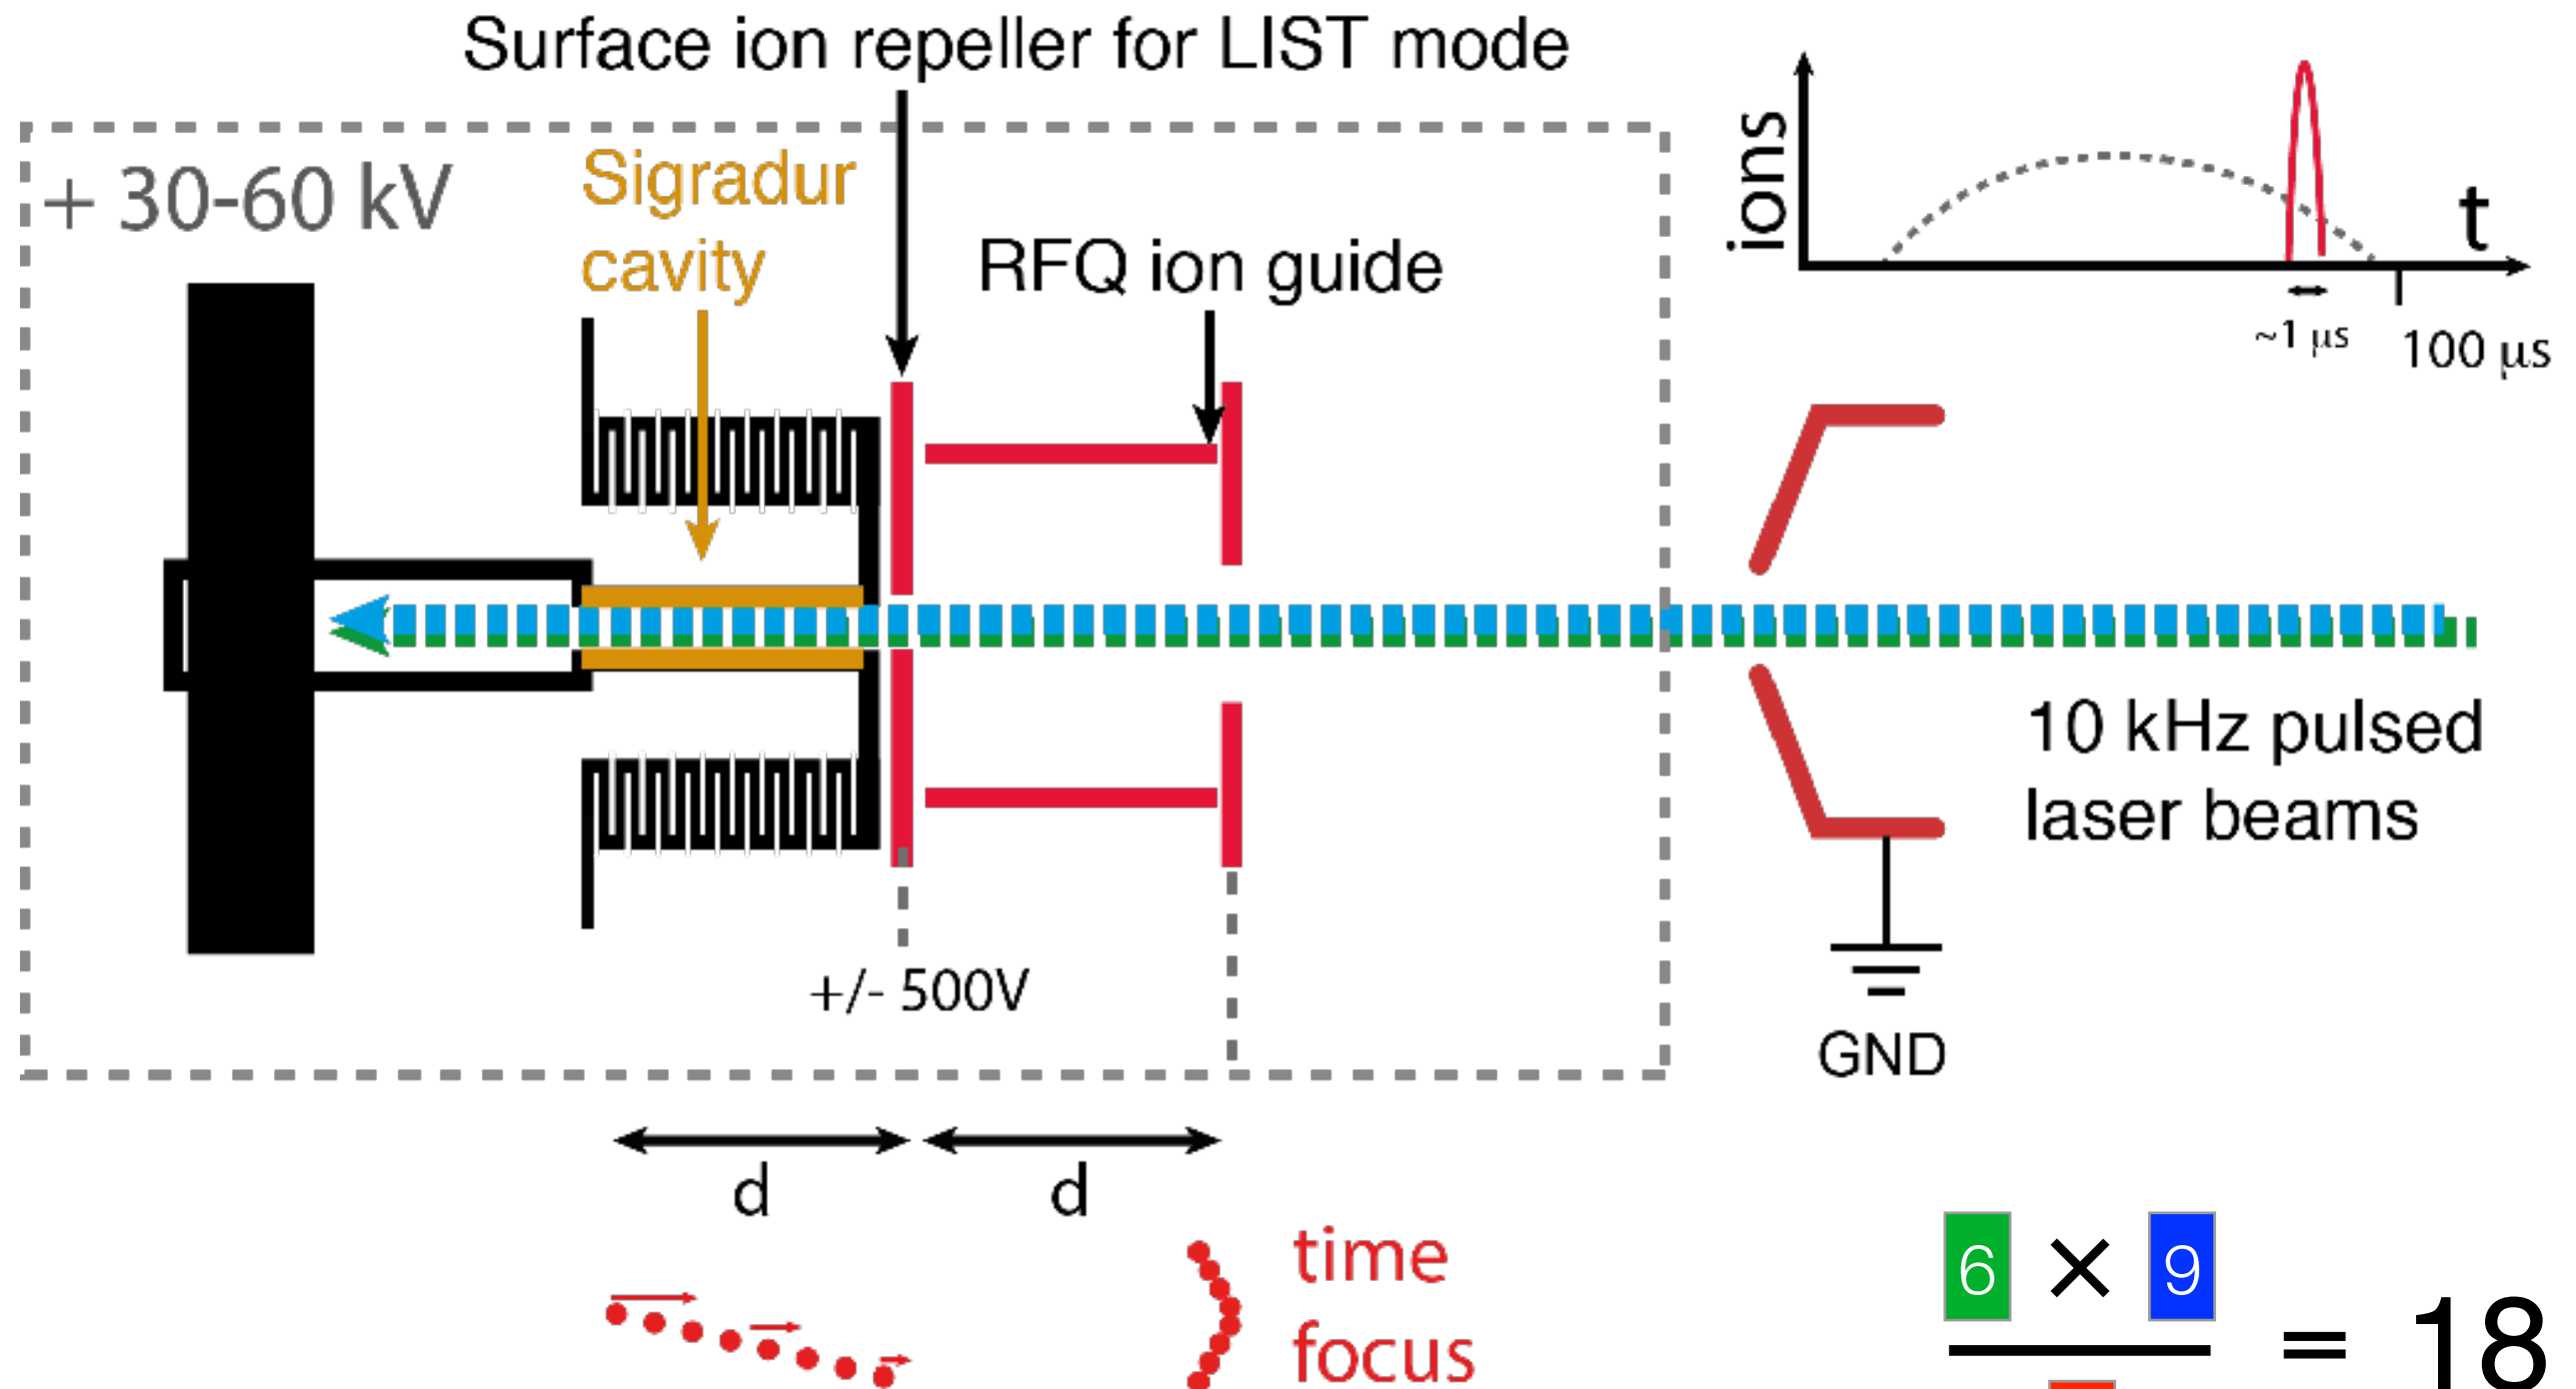 Surface ion repeller for LIST mode
+ 30-60 kV
Sigradur
cavity
RFQ ion guide
ions
t
~1 μs
100 μs
10 kHz pulsed
laser beams
+/- 500V
GND
d
d
time
focus
6 × 9
= 18